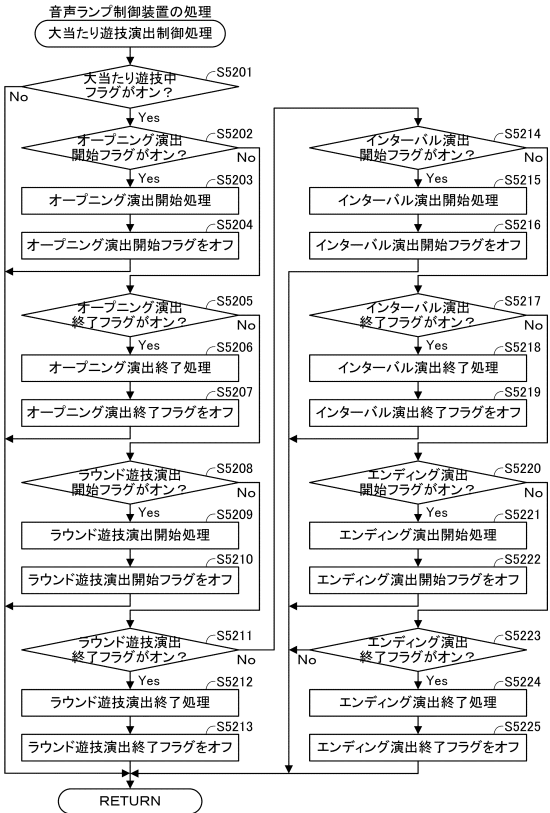 音声ランプ制御装置の処理
大当たり遊技演出制御処理
S5201
大当たり遊技中
フラグがオン？
No
Yes
S5202
オープニング演出
開始フラグがオン？
No
Yes
S5203
オープニング演出開始処理
S5204
オープニング演出開始フラグをオフ
S5205
オープニング演出
終了フラグがオン？
No
Yes
S5206
オープニング演出終了処理
S5207
オープニング演出終了フラグをオフ
S5208
ラウンド遊技演出
開始フラグがオン？
No
Yes
S5209
ラウンド遊技演出開始処理
S5210
ラウンド遊技演出開始フラグをオフ
S5211
ラウンド遊技演出
終了フラグがオン？
No
Yes
S5212
ラウンド遊技演出終了処理
S5213
ラウンド遊技演出終了フラグをオフ
S5214
インターバル演出
開始フラグがオン？
No
Yes
S5215
インターバル演出開始処理
S5216
インターバル演出開始フラグをオフ
S5217
インターバル演出
終了フラグがオン？
No
Yes
S5218
インターバル演出終了処理
S5219
インターバル演出終了フラグをオフ
S5220
エンディング演出
開始フラグがオン？
No
Yes
S5221
エンディング演出開始処理
S5222
エンディング演出開始フラグをオフ
S5223
エンディング演出
終了フラグがオン？
No
Yes
S5224
エンディング演出終了処理
S5225
エンディング演出終了フラグをオフ
RETURN